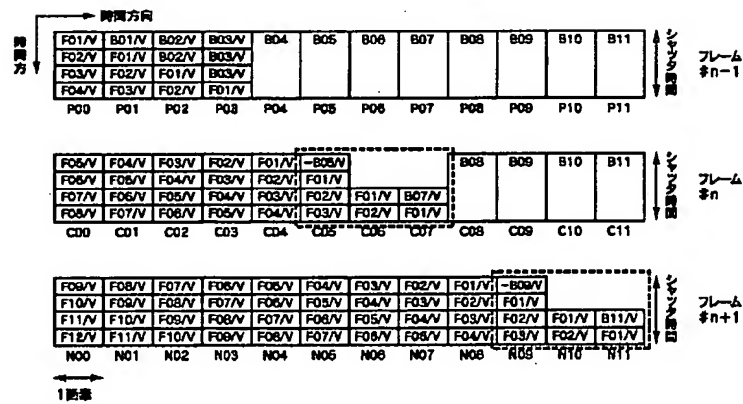 時間方向
時間方
F01/V B01/V B02/V B03/V B04 B05 B06 B07 B08 B09 B10 B11
F02/V F01/V B02/V B03/V
F03/V F02/V F01/V B03/V
F04/V F03/V F02/V F01/V
P00 P01 P02 P03 P04 P05 P06 P07 P08 P09 P10 P11
シャッタ時間
フレーム
#n-1
F05/V F04/V F03/V F02/V F01/V -B05/V B08 B09 B10 B11
F06/V F05/V F04/V F03/V F02/V F01/V
F07/V F06/V F05/V F04/V F03/V F02/V F01/V B07/V
F08/V F07/V F06/V F05/V F04/V F03/V F02/V F01/V
C00 C01 C02 C03 C04 C05 C06 C07 C08 C09 C10 C11
シャッタ時間
フレーム
#n
F09/V F08/V F07/V F06/V F05/V F04/V F03/V F02/V F01/V -B09/V
F10/V F09/V F08/V F07/V F06/V F05/V F04/V F03/V F02/V F01/V
F11/V F10/V F09/V F08/V F07/V F06/V F05/V F04/V F03/V F02/V F01/V B11/V
F12/V F11/V F10/V F09/V F08/V F07/V F06/V F05/V F04/V F03/V F02/V F01/V
N00 N01 N02 N03 N04 N05 N06 N07 N08 N09 N10 N11
シャッタ時間
フレーム
#n+1
1画素